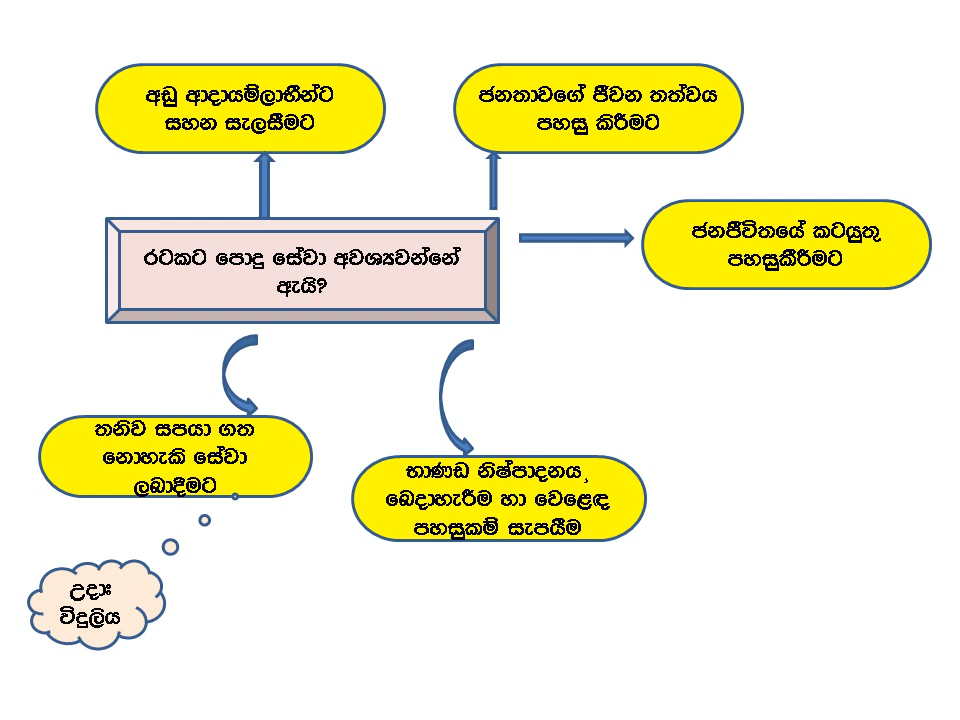 අඩු ආදායම්ලාභීන්ට
සහන සැලසීමට
ජනතාවගේ ජීවන තත්වය
පහසු කිරීමට
ජනජීවිතයේ කටයුතු
පහසුකීරීමට
රටකට පොදු සේවා අවශ්‍යවන්නේ
ඇයි?
තනිව සපයා ගත
නොහැකි සේවා
ලබාදීමට
භාණඩ නිෂ්පාදනය¸
බෙදාහැරීම හා වෙළෙඳ
පහසුකම් සැපයීම
උදාඃ
විදුලිය